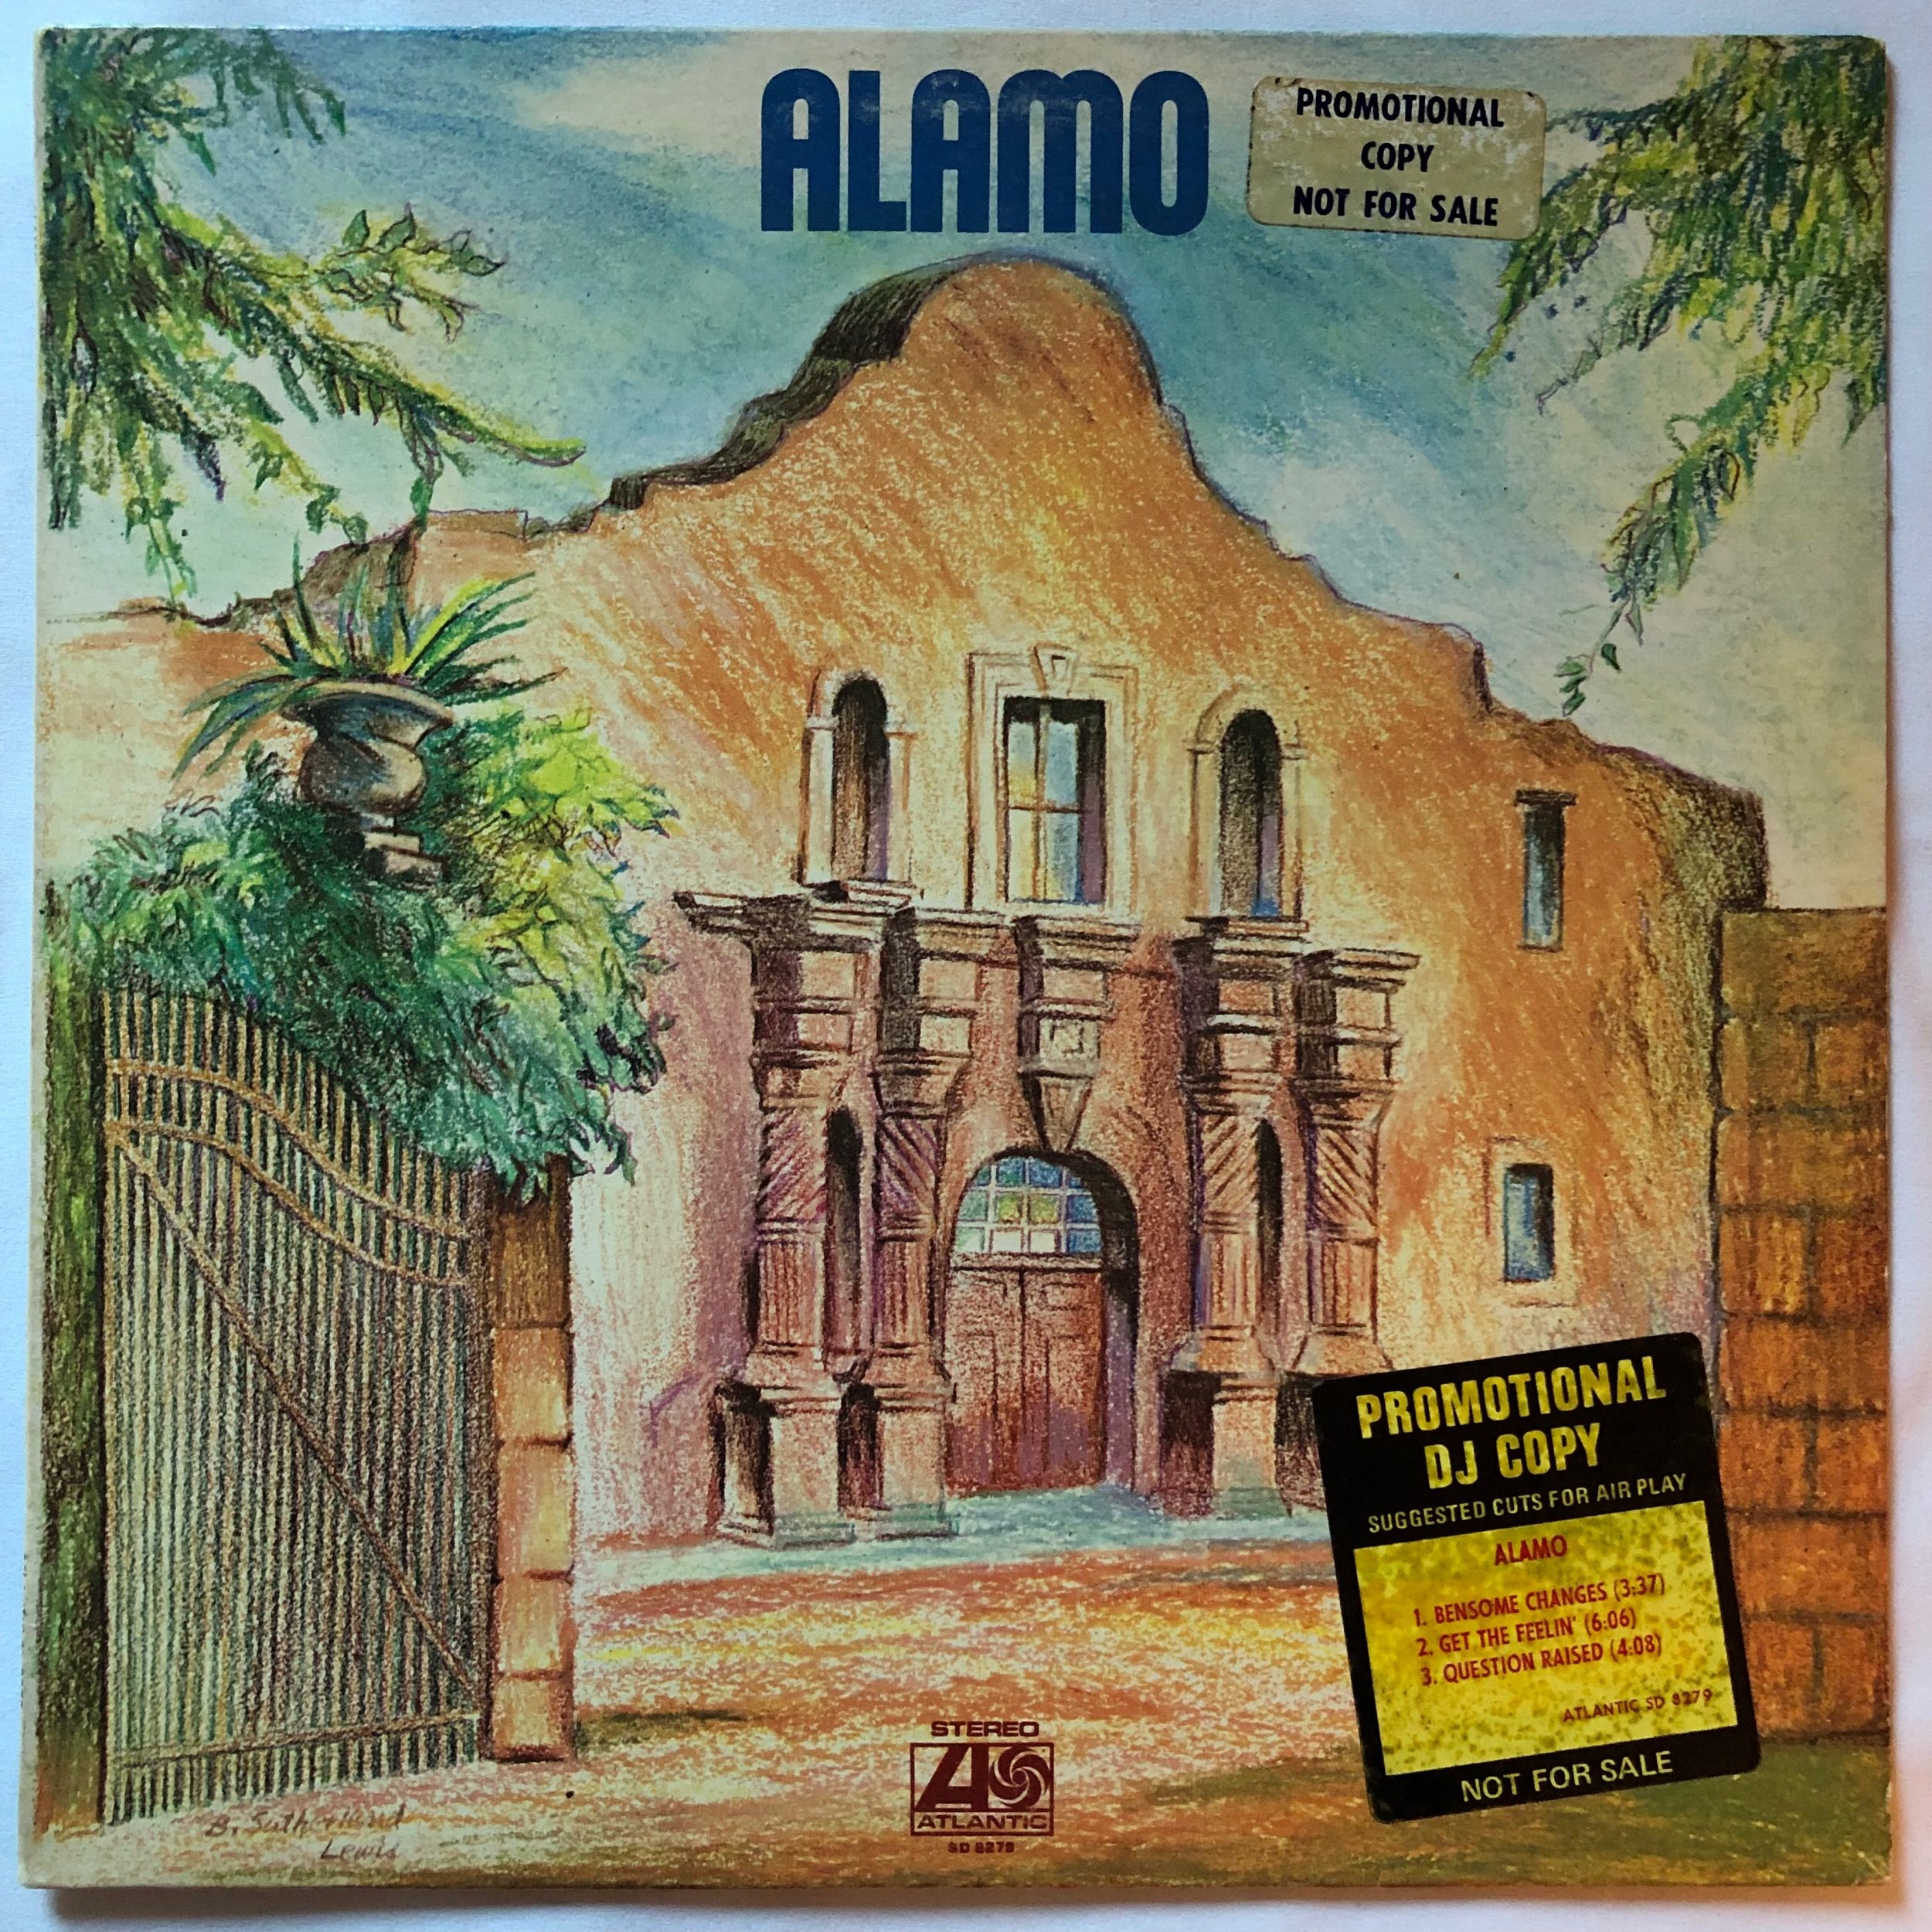 ALAMO
PROMOTIONAL
COPY
NOT FOR SALE
PROMOTIONAL
DJ COPY
SUGGESTED CUTS FOR AIR PLAY
ALAMO
1. BENSOME CHANGES (3:37)
2. GET THE FEELIN' (6:06)
3. QUESTION RAISED (4:08)
ATLANTIC SD 8279
NOT FOR SALE
STEREO
ATLANTIC
SD 8279
B. Sutherland
Lewis